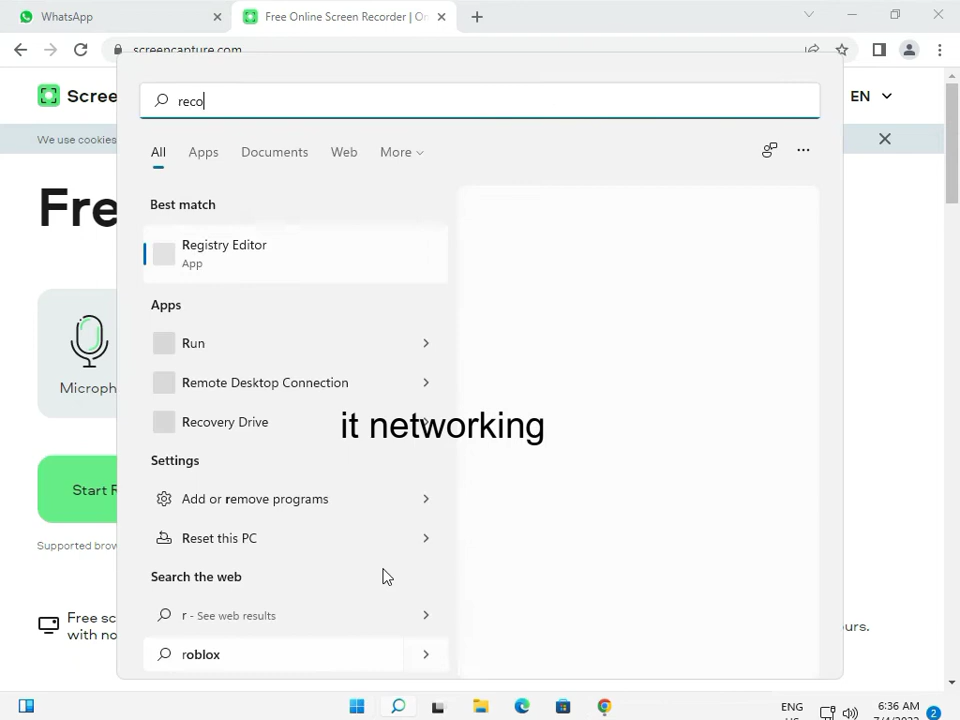 WhatsApp
Free Online Screen Recorder | On
screencapture.com
Scree
EN
We use cookies
reco
All Apps Documents Web More
Fre
Best match
Registry Editor
App
Apps
Run
Microph
Remote Desktop Connection
Recovery Drive
it networking
Settings
Start R
Add or remove programs
Supported brow
Reset this PC
Search the web
r - See web results
Free sc
with no
ours.
roblox
ENG
6:36 AM
2